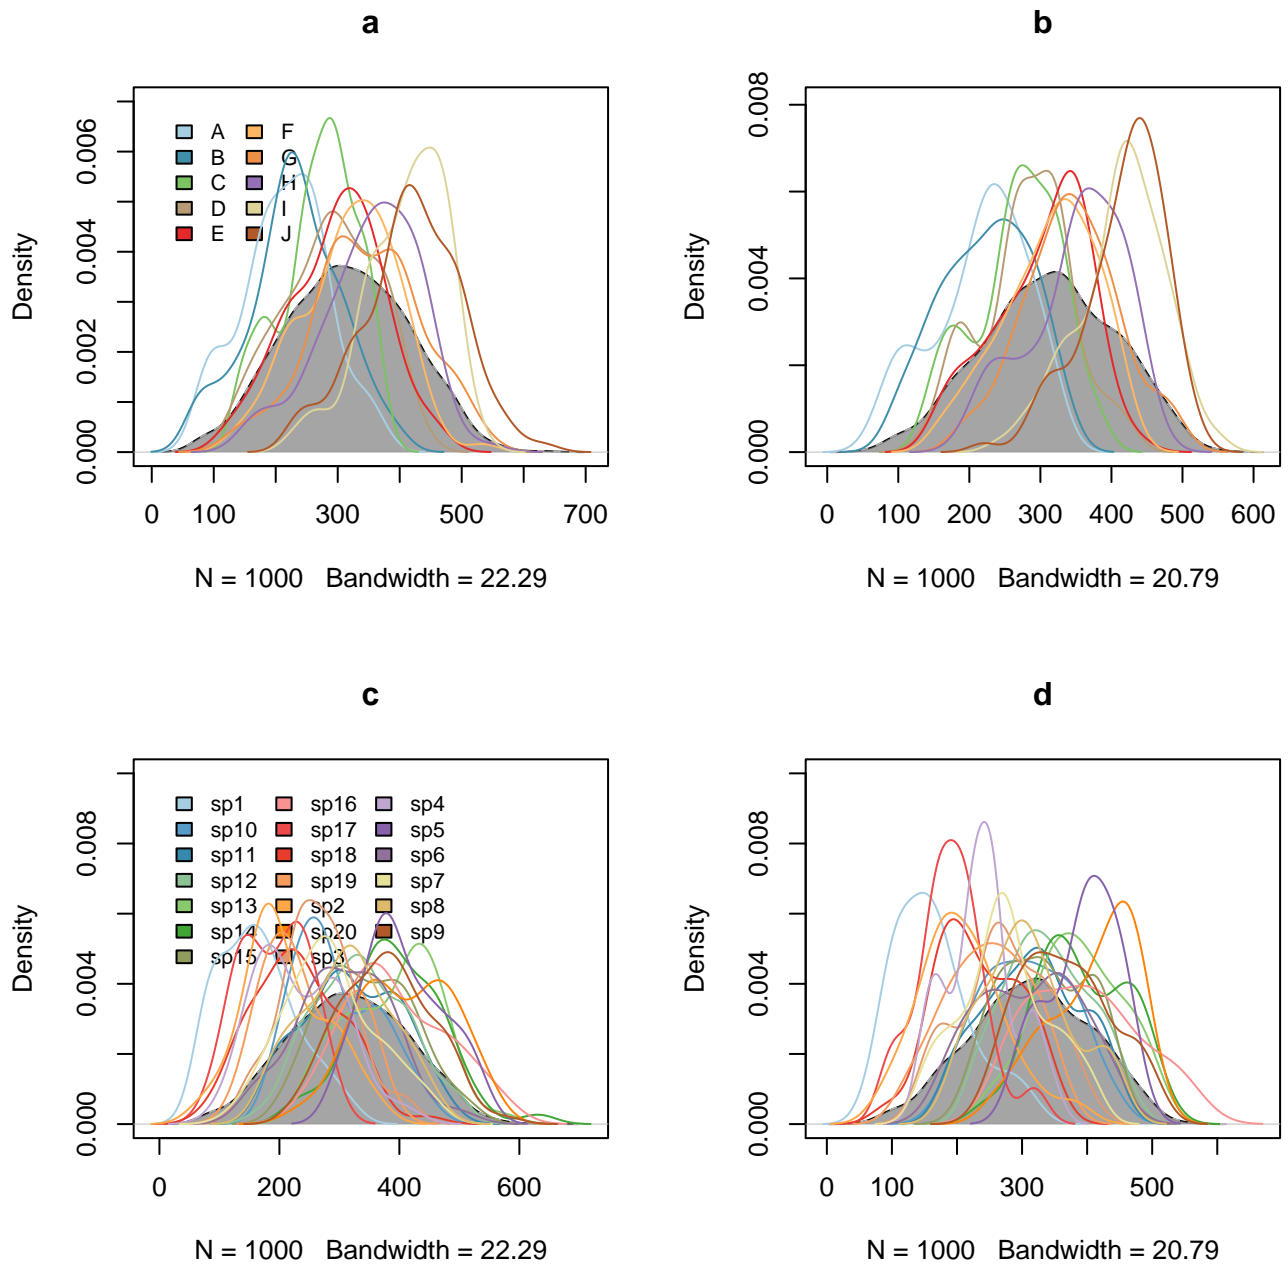 a
Density
0.000 0.002 0.004 0.006
A F
B G
C H
D I
E J
0 100 300 500 700
N = 1000 Bandwidth = 22.29
b
Density
0.000 0.004 0.008
0 100 200 300 400 500 600
N = 1000 Bandwidth = 20.79
c
Density
0.000 0.004 0.008
sp1 sp16 sp4
sp10 sp17 sp5
sp11 sp18 sp6
sp12 sp19 sp7
sp13 sp2 sp8
sp14 sp20 sp9
sp15 sp3
0 200 400 600
N = 1000 Bandwidth = 22.29
d
Density
0.000 0.004 0.008
0 100 300 500
N = 1000 Bandwidth = 20.79